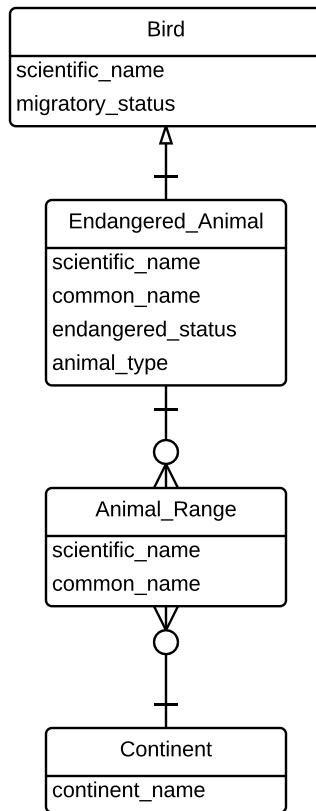 Bird
scientific_name
migratory_status
Endangered_Animal
scientific_name
common_name
endangered_status
animal_type
Animal_Range
scientific_name
common_name
Continent
continent_name